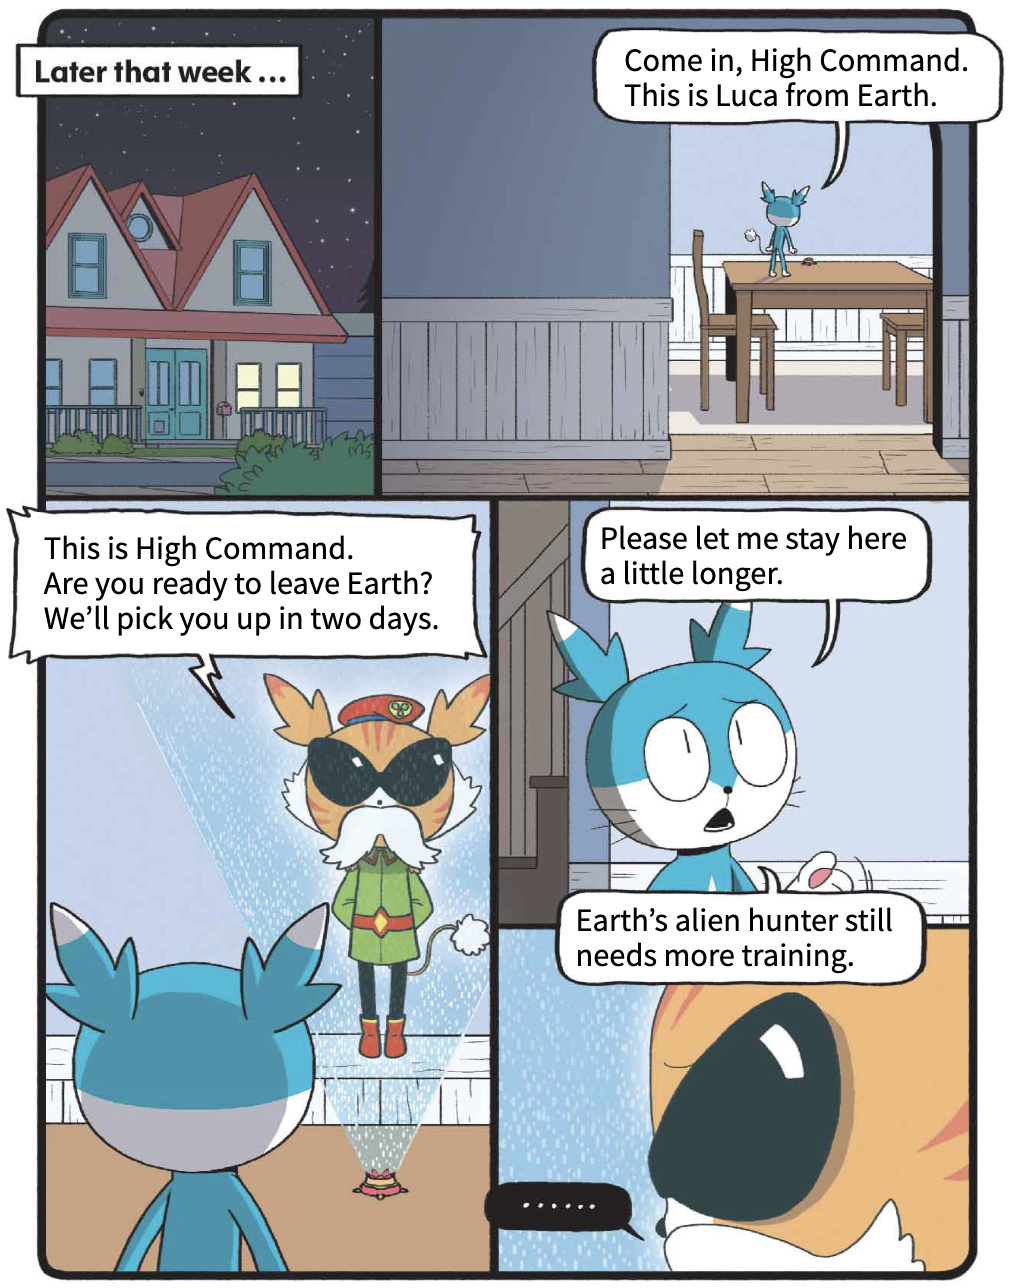 Later that week ...
Come in, High Command.
This is Luca from Earth.
This is High Command.
Are you ready to leave Earth?
We'll pick you up in two days.
Please let me stay here
a little longer.
Earth's alien hunter still
needs more training.
......